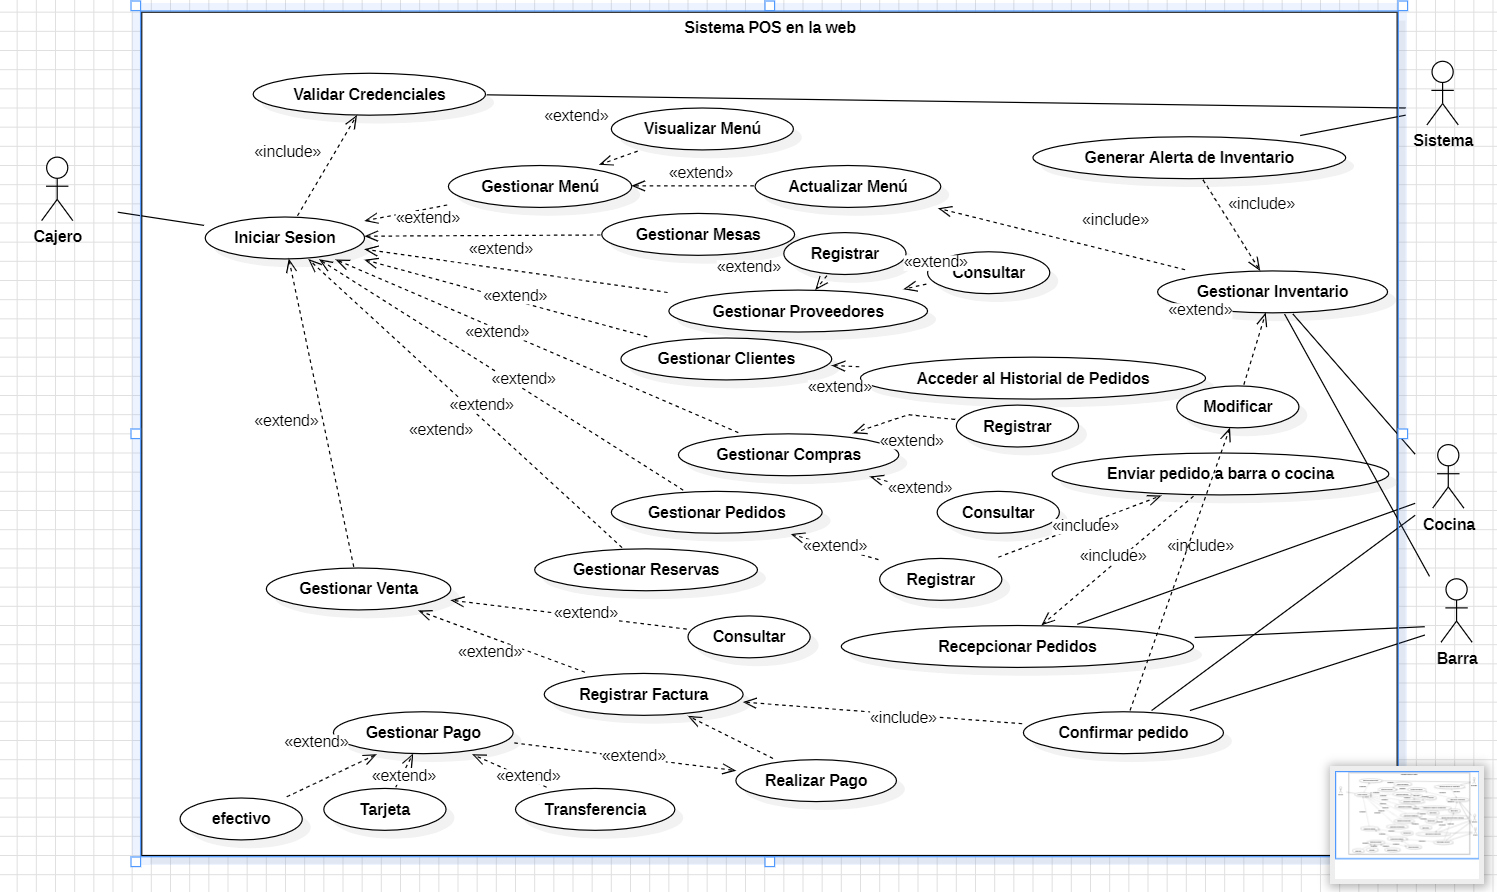 Sistema POS en la web
Validar Credenciales
«extend»
Visualizar Menú
Sistema
«include»
Generar Alerta de Inventario
Gestionar Menú
«extend»
Actualizar Menú
«include»
Cajero
«extend»
«include»
Iniciar Sesion
Gestionar Mesas
«extend»
Registrar
«extend»
«extend»
Consultar
«extend»
Gestionar Inventario
«extend»
Gestionar Proveedores
«extend»
Gestionar Clientes
«extend»
Acceder al Historial de Pedidos
«extend»
«extend»
Modificar
«extend»
«extend»
Registrar
«extend»
Gestionar Compras
Enviar pedido a barra o cocina
«extend»
Gestionar Pedidos
Consultar
«include»
Cocina
«extend»
«include»
«include»
Gestionar Reservas
Registrar
Gestionar Venta
«extend»
Consultar
Recepcionar Pedidos
Barra
«extend»
Registrar Factura
«include»
Confirmar pedido
Gestionar Pago
«extend»
«extend»
«extend»
«extend»
Realizar Pago
efectivo
Tarjeta
Transferencia